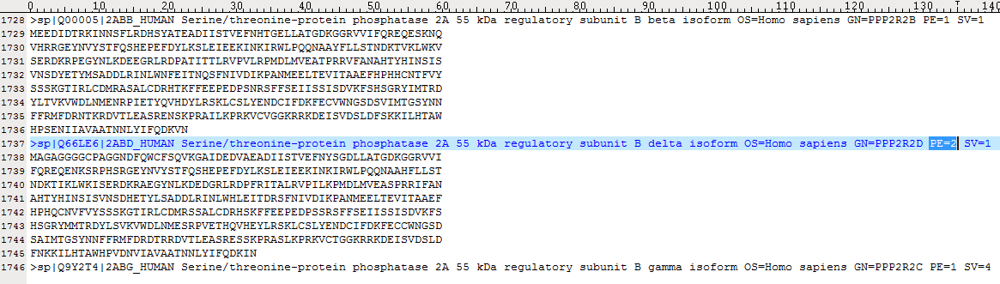 0 10 20 30 40 50 60 70 80 90 100 110 120 130 140
1728 >sp|Q00005|2ABB_HUMAN Serine/threonine-protein phosphatase 2A 55 kDa regulatory subunit B beta isoform OS=Homo sapiens GN=PPP2R2B PE=1 SV=1
1729 MEEDIDTRKINNSFLRDHSYATEADIISTVEFNHTGELLATGDKGGRVVIFQREQESKNQ
1730 VHRRGEYNVYSTFQSHEPEFDYLKSLEIEEKINKIRWLPQQNAAYFLLSTNDKTVKLWKV
1731 SERDKRPEGYNLKDEEGRLRDPATITTLRVPVLRPMDLMVEATPRRVFANAHTYHINSIS
1732 VNSDYETYMSADDLRINLWNFEITNQSFNIVDIKPANMEELTEVITAAEFHPHHCNTFVY
1733 SSSKGTIRLCDMRASALCDRHTKFFEEPEDPSNRSFFSEIISSISDVKFSHSGRYIMTRD
1734 YLTVKVWDLNMENRPIETYQVHDYLRSKLCSLYENDCIFDKFECVWNGSDSVIMTGSYNN
1735 FFRMFDRNTKRDVTLEASRENSKPRAILKPRKVCVGGKRRKDEISVDSLDFSKKILHTAW
1736 HPSENIIAVAATNNLYIFQDKVN
1737 >sp|Q66LE6|2ABD_HUMAN Serine/threonine-protein phosphatase 2A 55 kDa regulatory subunit B delta isoform OS=Homo sapiens GN=PPP2R2D PE=2 SV=1
1738 MAGAGGGGCPAGGNDFQWCFSQVKGAIDEDVAEADIISTVEFNYSGDLLATGDKGGRVVI
1739 FQREQENKSRPHSRGEYNVYSTFQSHEPEFDYLKSLEIEEKINKIRWLPQQNAAHFLLST
1740 NDKTIKLWKISERDKRAEGYNLKDEDGRLRDPFRITALRVPILKPMDLMVEASPRRIFAN
1741 AHTYHINSISVNSDHETYLSADDLRINLWHLEITDRSFNIVDIKPANMEELTEVITAAEF
1742 HPHQCNVFVYSSSKGTIRLCDMRSSALCDRHSKFFEEPEDPSSRSFFSEIISSISDVKFS
1743 HSGRYMMTRDYLSVKVWDLNMESRPVETHQVHEYLRSKLCSLYENDCIFDKFECCWNGSD
1744 SAIMTGSYNNFFRMFDRDTRRDVTLEASRESSKPRASLKPRKVCTGGKRRKDEISVDSLD
1745 FNKKILHTAWHPVDNVIAVAATNNLYIFQDKIN
1746 >sp|Q9Y2T4|2ABG_HUMAN Serine/threonine-protein phosphatase 2A 55 kDa regulatory subunit B gamma isoform OS=Homo sapiens GN=PPP2R2C PE=1 SV=4